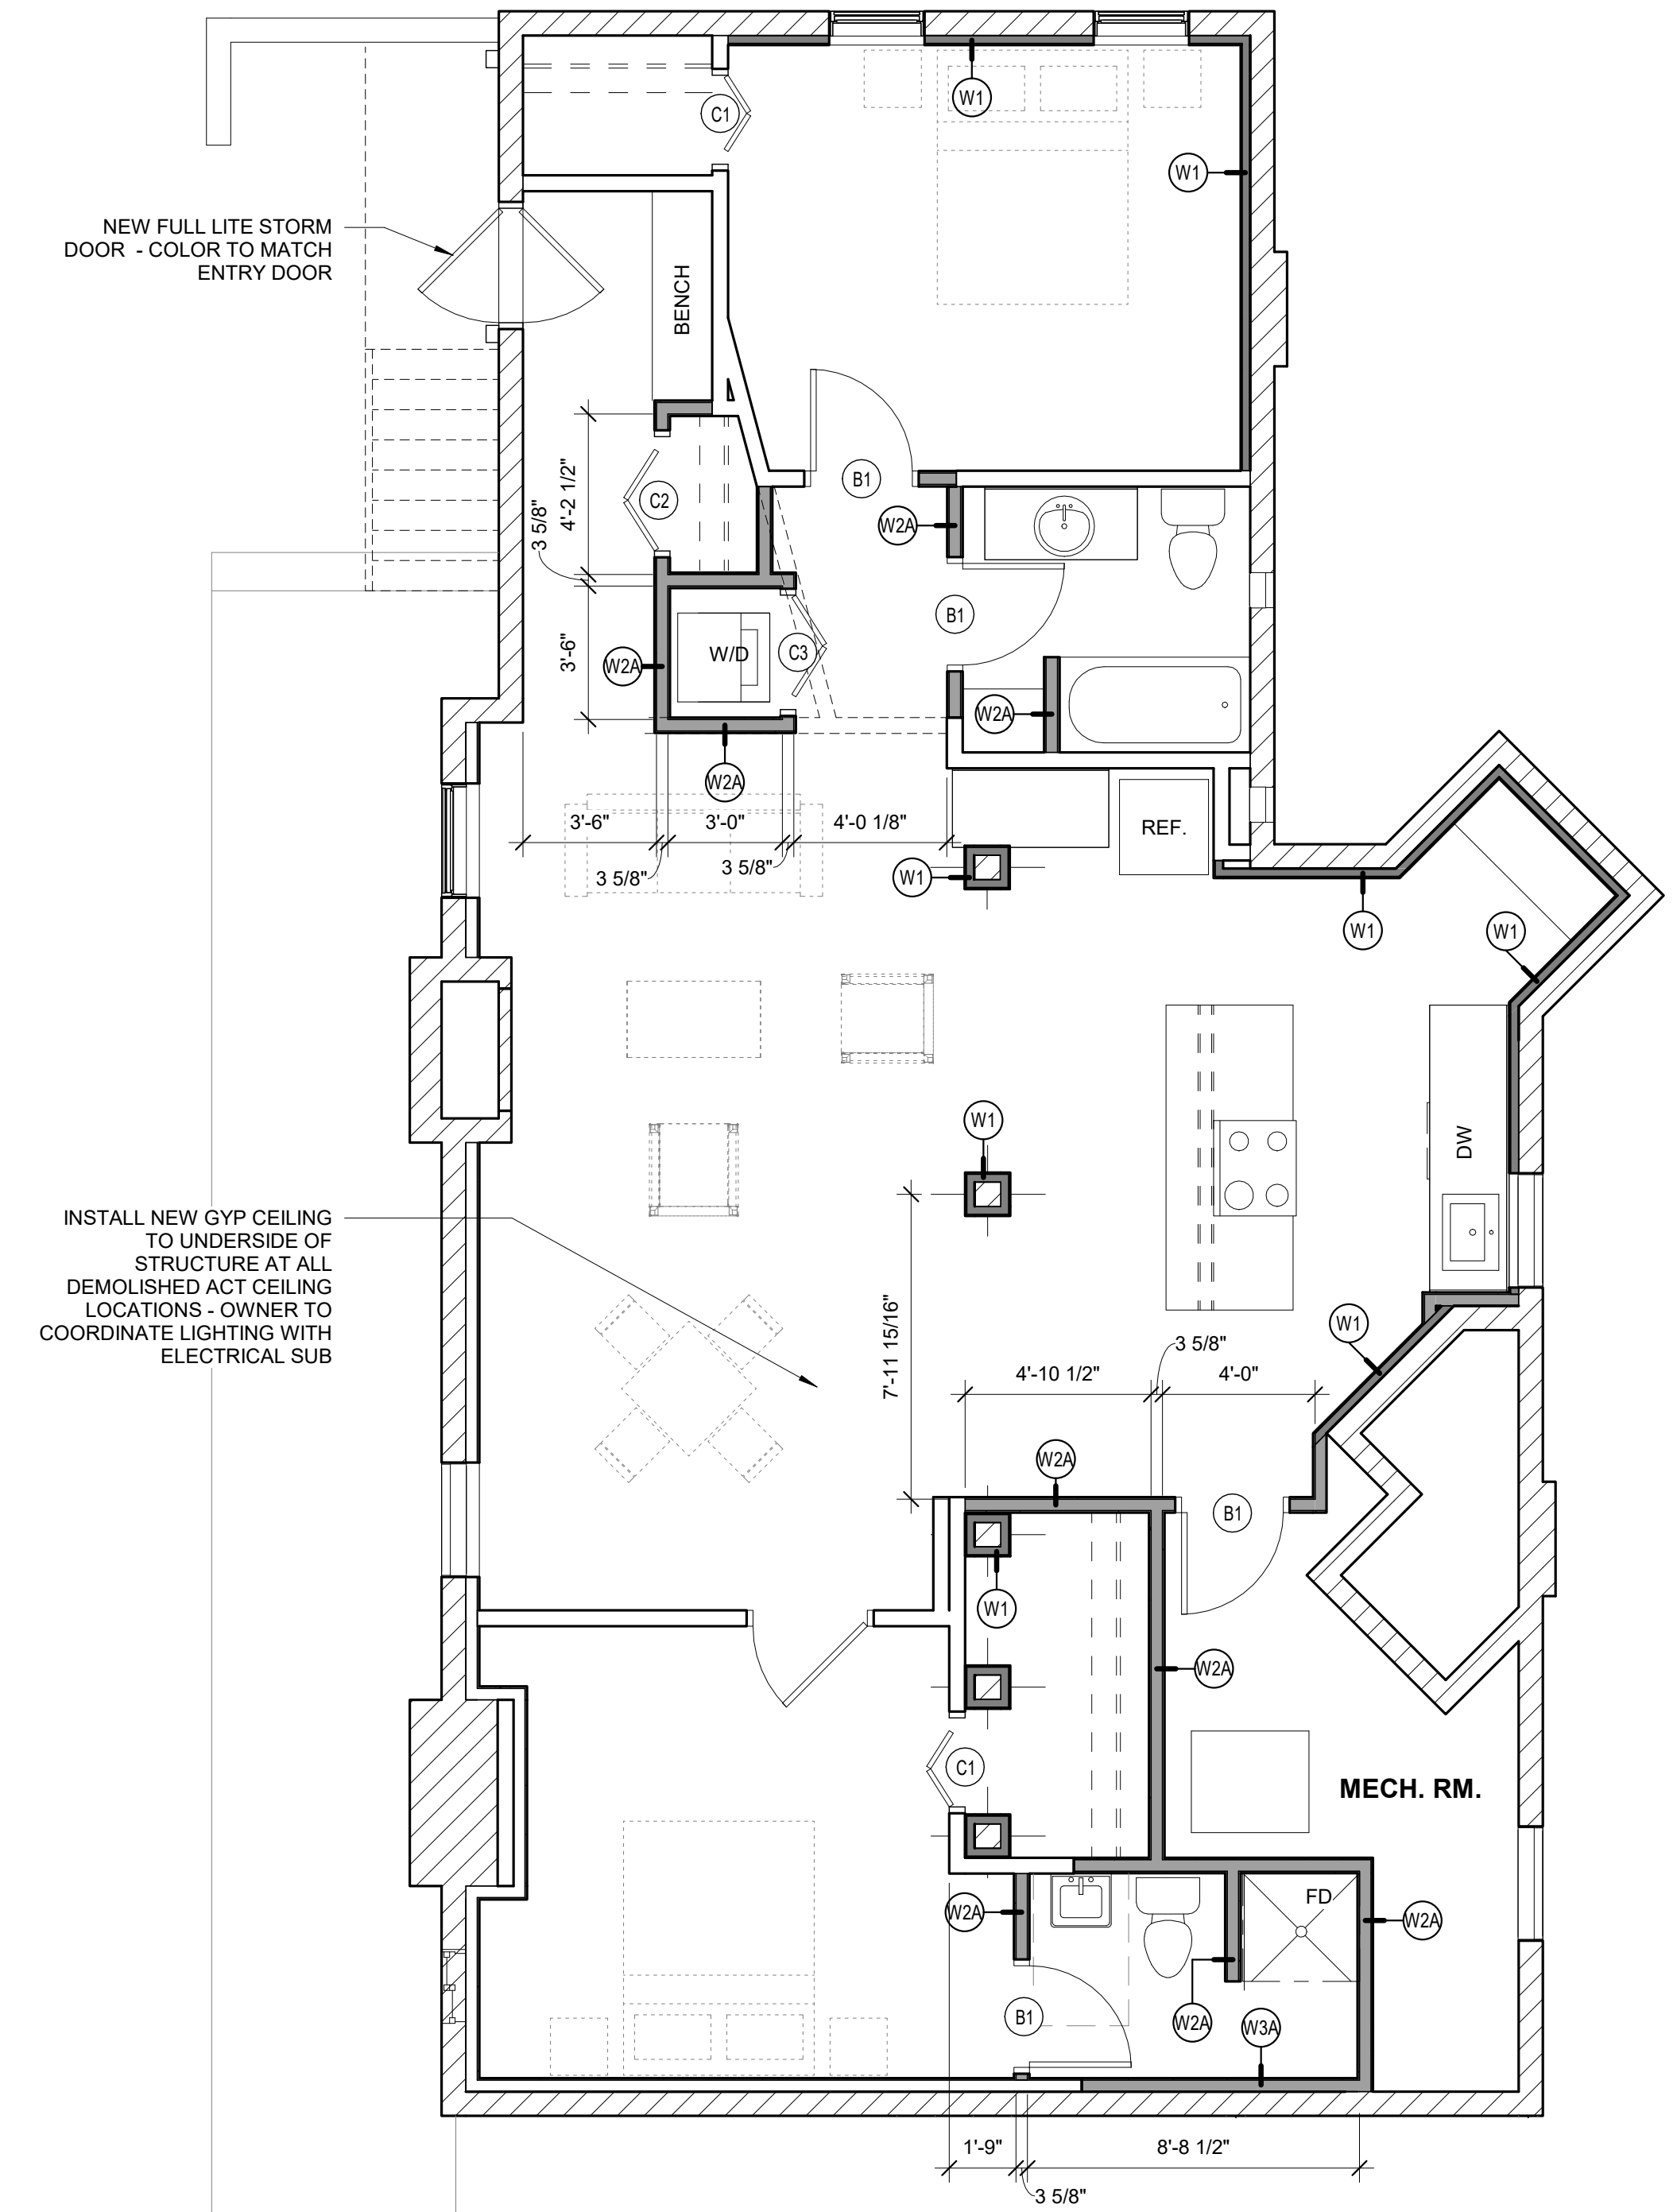 W1
C1
W1
NEW FULL LITE STORM
DOOR - COLOR TO MATCH
ENTRY DOOR
BENCH
B1
4'-2 1/2"
3 5/8"
C2
W2A
B1
3'-6"
W2A
W/D
C3
W2A
W2A
3'-6"
3'-0"
4'-0 1/8"
REF.
3 5/8"
3 5/8"
W1
W1
W1
W1
DW
INSTALL NEW GYP CEILING
TO UNDERSIDE OF
STRUCTURE AT ALL
DEMOLISHED ACT CEILING
LOCATIONS - OWNER TO
COORDINATE LIGHTING WITH
ELECTRICAL SUB
7'-11 15/16"
W1
3 5/8"
4'-10 1/2"
4'-0"
W2A
B1
W1
W2A
C1
MECH. RM.
FD
W2A
W2A
B1
W2A
W3A
1'-9"
8'-8 1/2"
3 5/8"